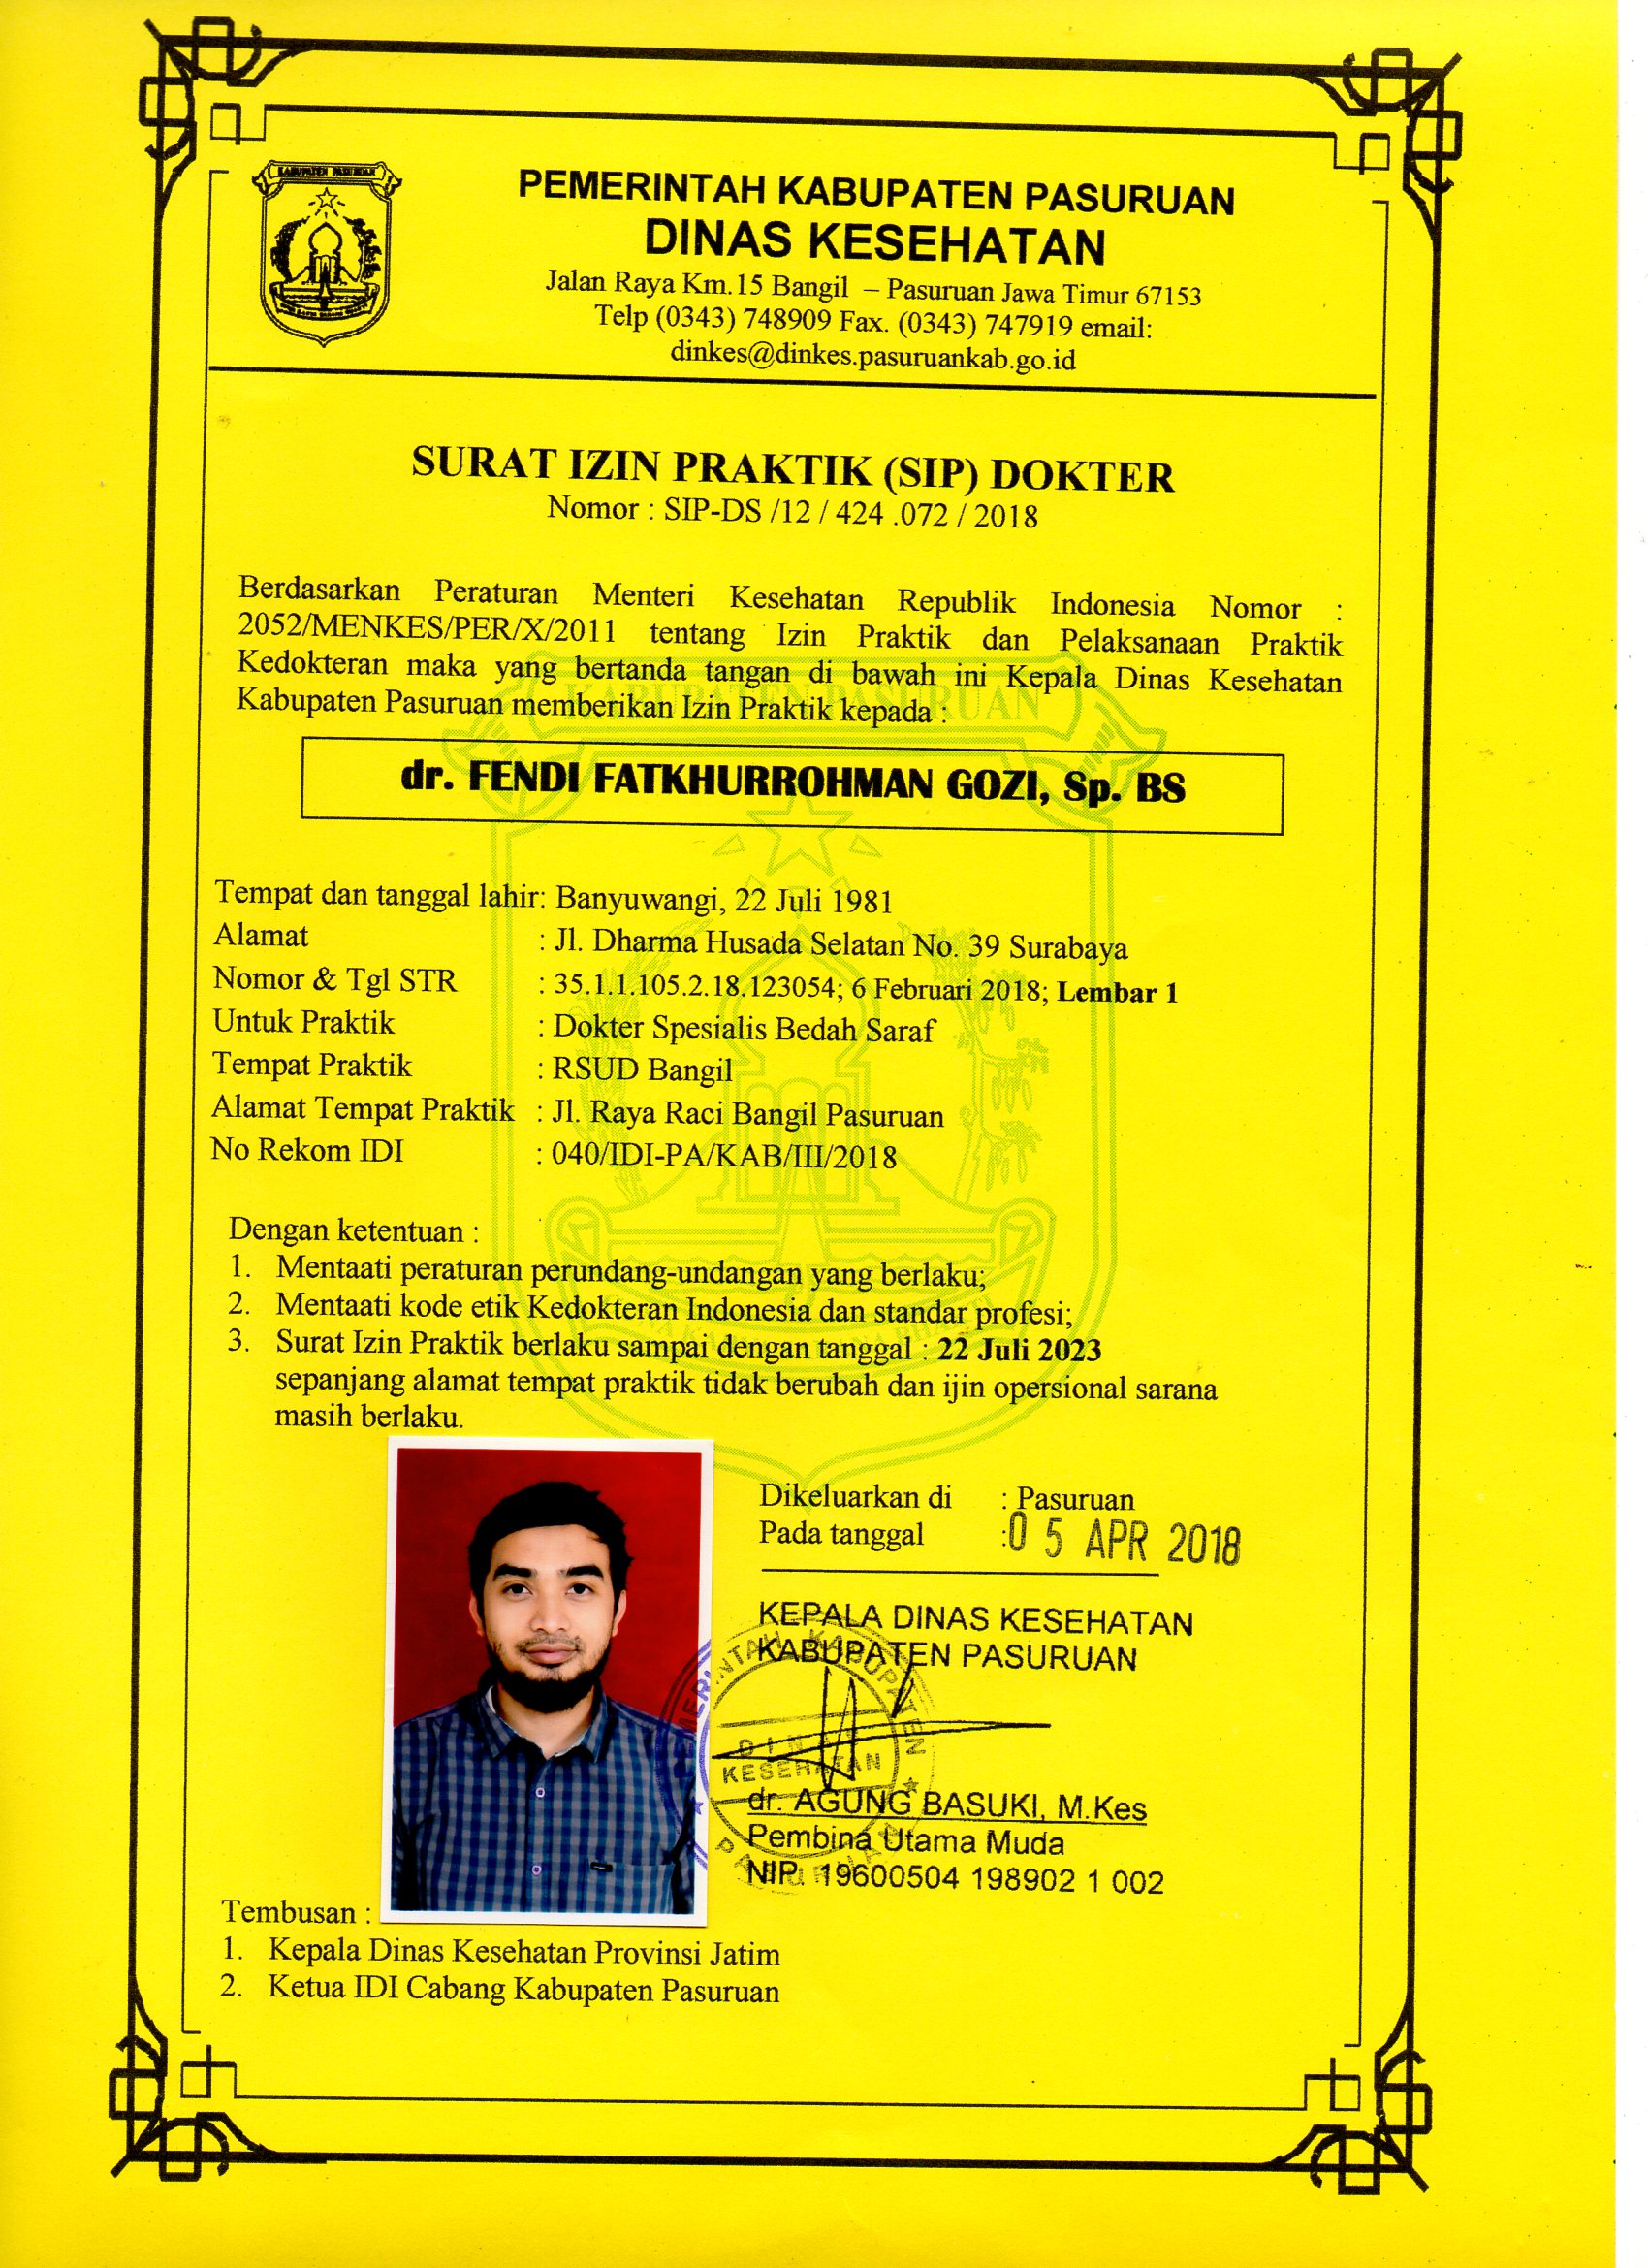 KABUPATEN PASURUAN
PEMERINTAH KABUPATEN PASURUAN
DINAS KESEHATAN
Jalan Raya Km.15 Bangil – Pasuruan Jawa Timur 67153
Telp (0343) 748909 Fax. (0343) 747919 email:
dinkes@dinkes.pasuruankab.go.id
SURAT IZIN PRAKTIK (SIP) DOKTER
Nomor : SIP-DS /12 / 424 .072 / 2018
Berdasarkan Peraturan Menteri Kesehatan Republik Indonesia Nomor :
2052/MENKES/PER/X/2011 tentang Izin Praktik dan Pelaksanaan Praktik
Kedokteran maka yang bertanda tangan di bawah ini Kepala Dinas Kesehatan
Kabupaten Pasuruan memberikan Izin Praktik kepada :
KABUPATEN PASURUAN
dr. FENDI FATKHURROHMAN GOZI, Sp. BS
Tempat dan tanggal lahir: Banyuwangi, 22 Juli 1981
Alamat : Jl. Dharma Husada Selatan No. 39 Surabaya
Nomor & Tgl STR : 35.1.1.105.2.18.123054; 6 Februari 2018; Lembar 1
Untuk Praktik : Dokter Spesialis Bedah Saraf
Tempat Praktik : RSUD Bangil
Alamat Tempat Praktik : Jl. Raya Raci Bangil Pasuruan
No Rekom IDI : 040/IDI-PA/KAB/III/2018
Dengan ketentuan :
1. Mentaati peraturan perundang-undangan yang berlaku;
2. Mentaati kode etik Kedokteran Indonesia dan standar profesi;
3. Surat Izin Praktik berlaku sampai dengan tanggal : 22 Juli 2023
sepanjang alamat tempat praktik tidak berubah dan ijin opersional sarana
masih berlaku.
Dikeluarkan di : Pasuruan
Pada tanggal : 05 APR 2018
KEPALA DINAS KESEHATAN
KABUPATEN PASURUAN
PEMERINTAH KABUPATEN
DINAS
KESEHATAN
PASURUAN
dr. AGUNG BASUKI, M.Kes
Pembina Utama Muda
NIP. 19600504 198902 1 002
Tembusan :
1. Kepala Dinas Kesehatan Provinsi Jatim
2. Ketua IDI Cabang Kabupaten Pasuruan